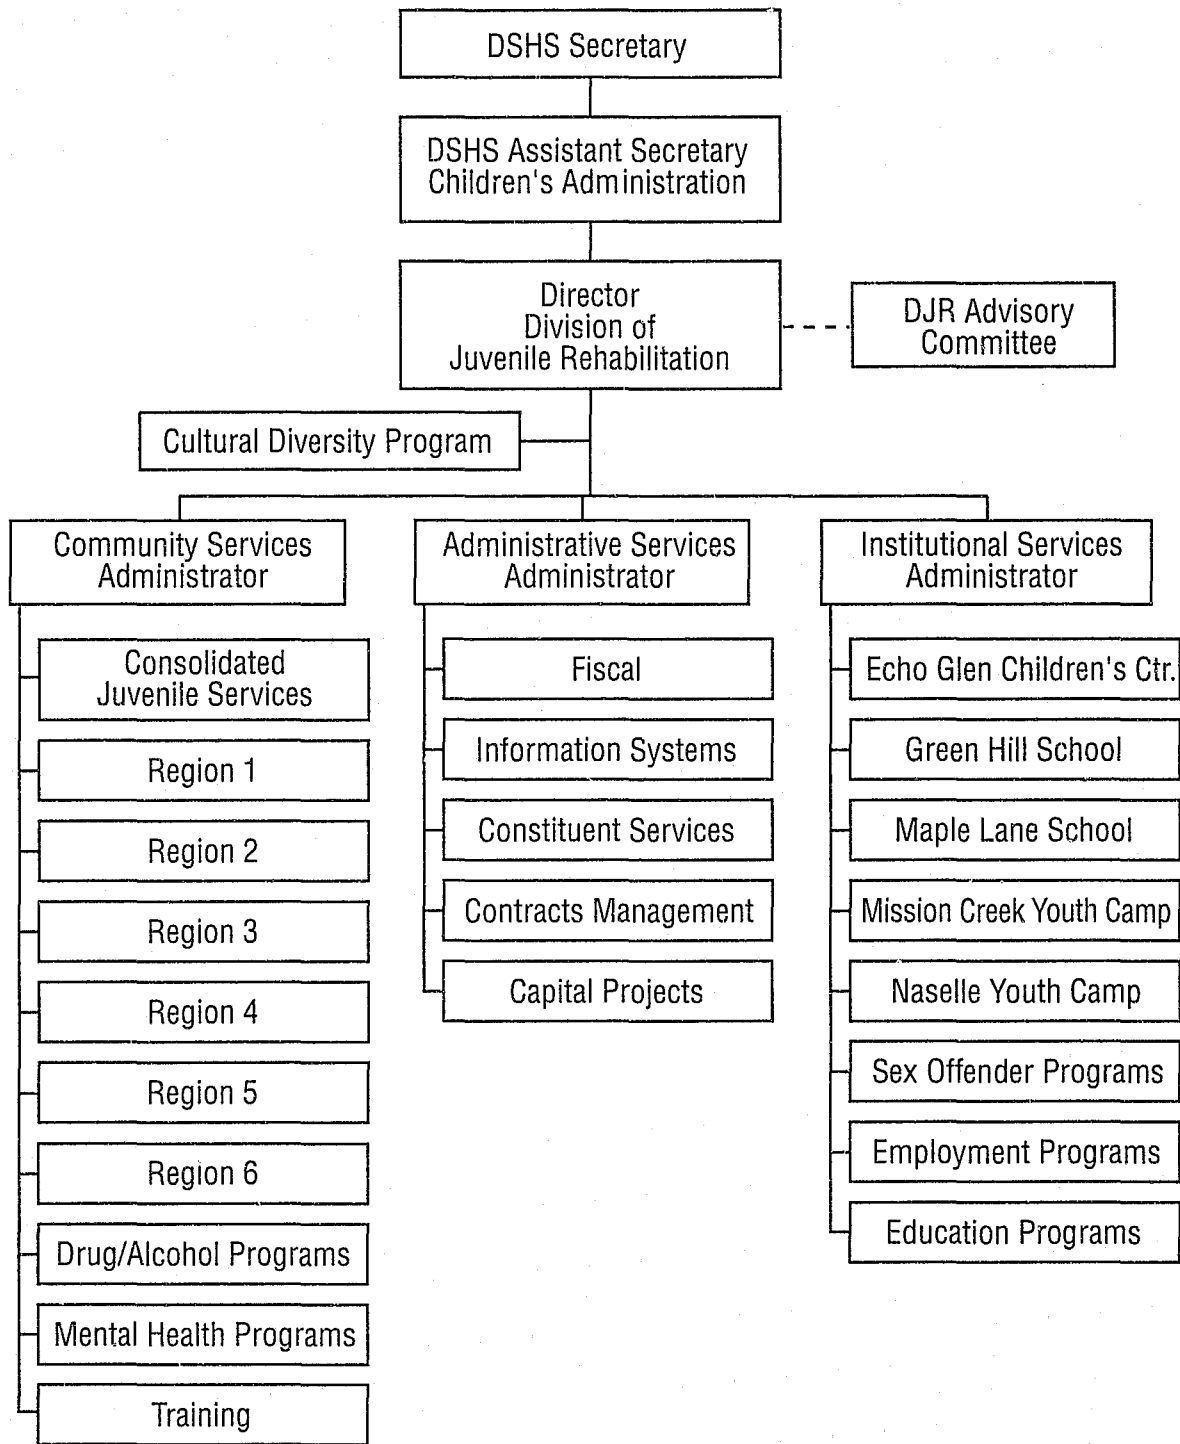 DSHS Secretary
DSHS Assistant Secretary
Children's Administration
Director
Division of
Juvenile Rehabilitation
DJR Advisory
Committee
Cultural Diversity Program
Community Services
Administrator
Consolidated
Juvenile Services
Region 1
Region 2
Region 3
Region 4
Region 5
Region 6
Drug/Alcohol Programs
Mental Health Programs
Training
Administrative Services
Administrator
Fiscal
Information Systems
Constituent Services
Contracts Management
Capital Projects
Institutional Services
Administrator
Echo Glen Children's Ctr.
Green Hill School
Maple Lane School
Mission Creek Youth Camp
Naselle Youth Camp
Sex Offender Programs
Employment Programs
Education Programs